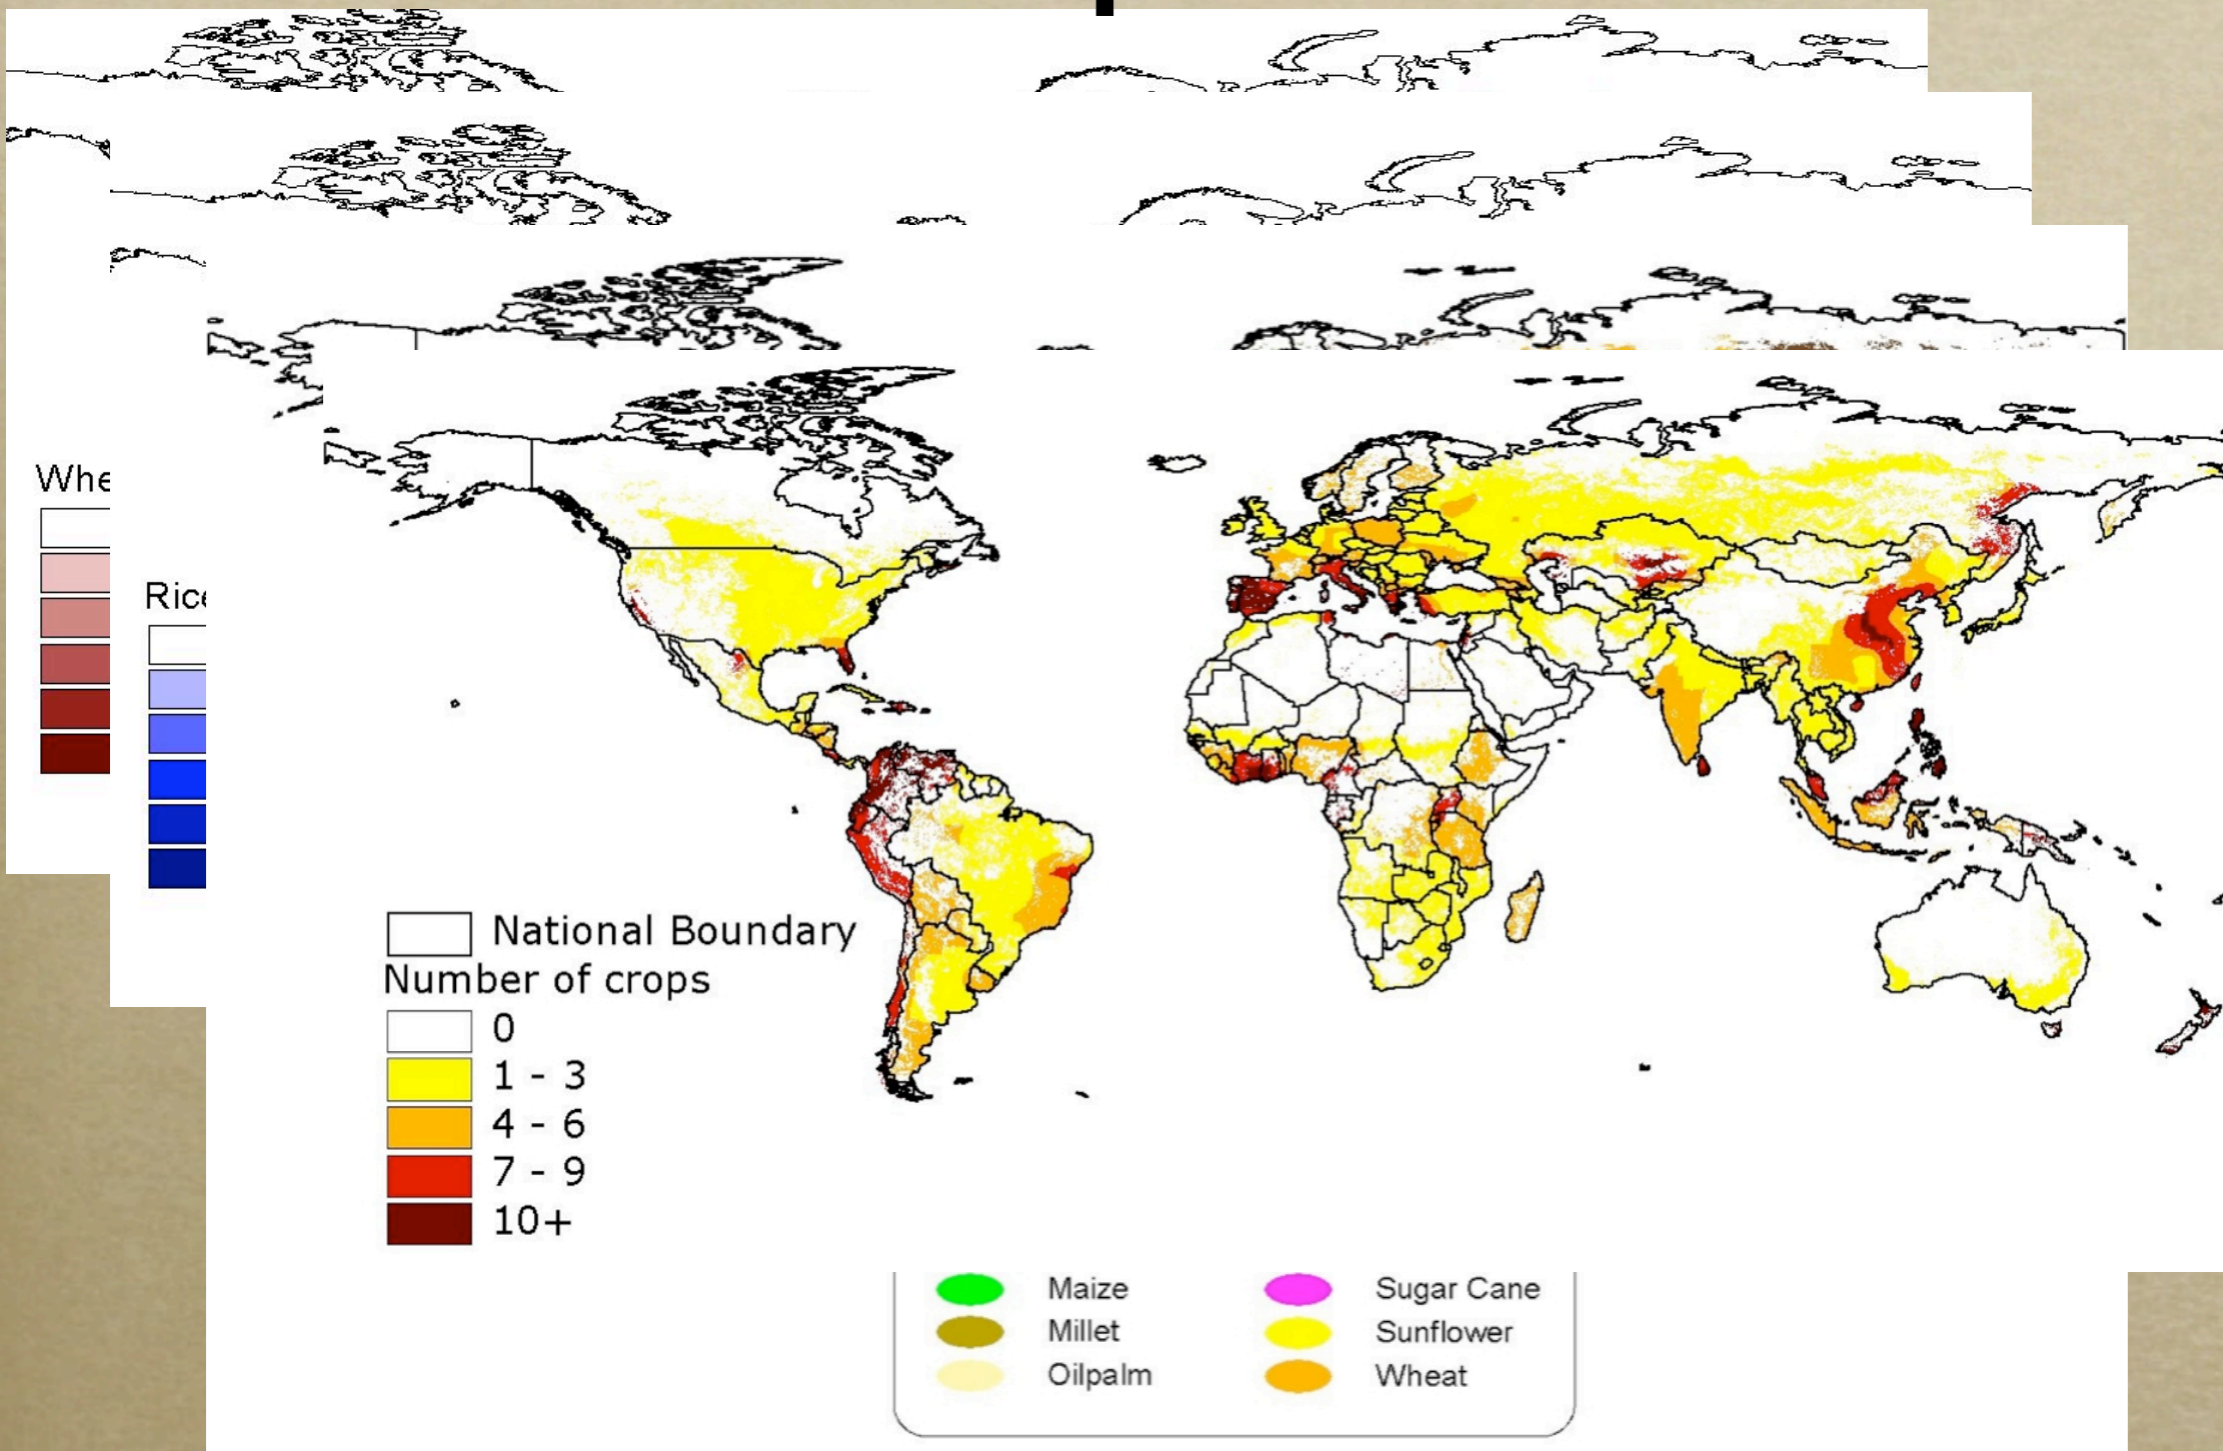 Whe
Rice
National Boundary
Number of crops
0
1 - 3
4 - 6
7 - 9
10+
Maize
Sugar Cane
Millet
Sunflower
Oilpalm
Wheat